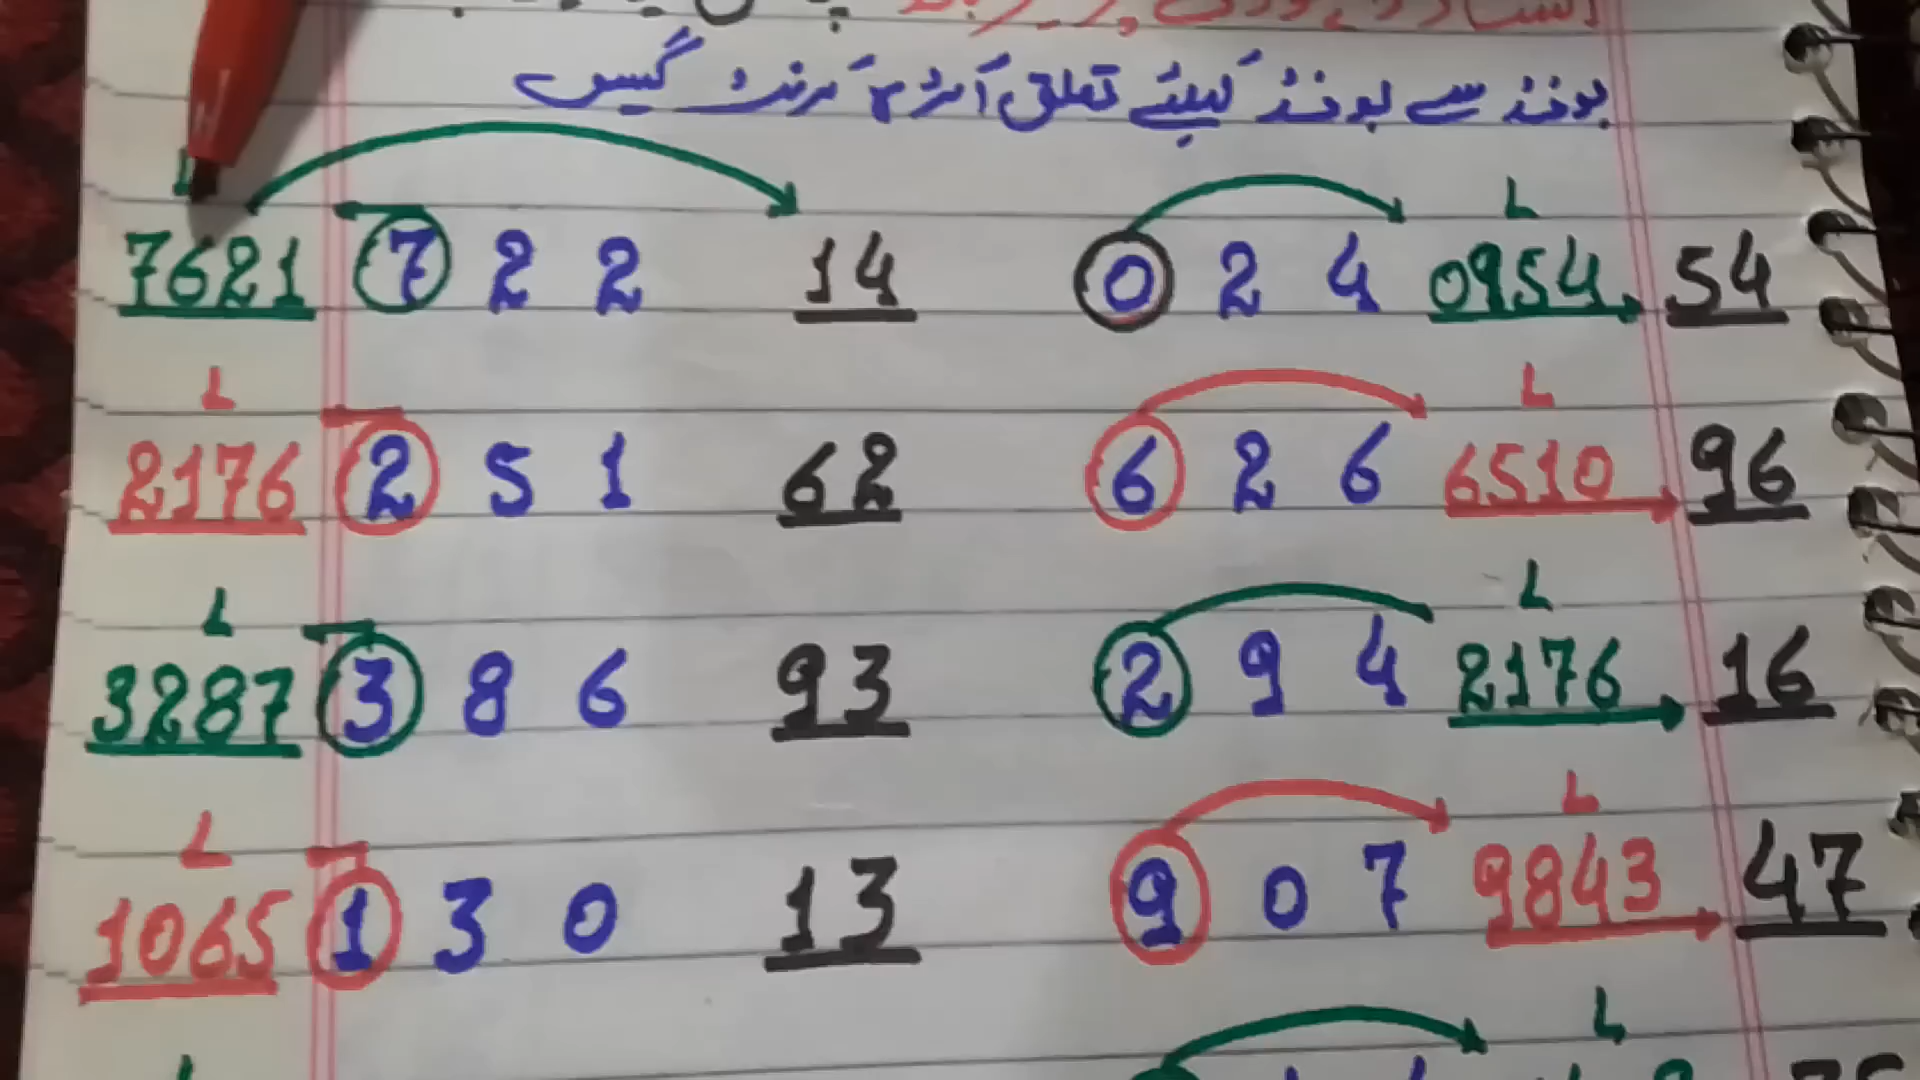 بونڈ سے بونڈ کیلئے تعلق آکڑہ گیس
L L
7621 7 2 2 14 0 2 4 0954 54
L L
2176 2 5 1 62 6 2 6 6510 96
L L
3287 3 8 6 93 2 9 4 2176 16
L L
1065 1 3 0 13 9 0 7 9843 47
L